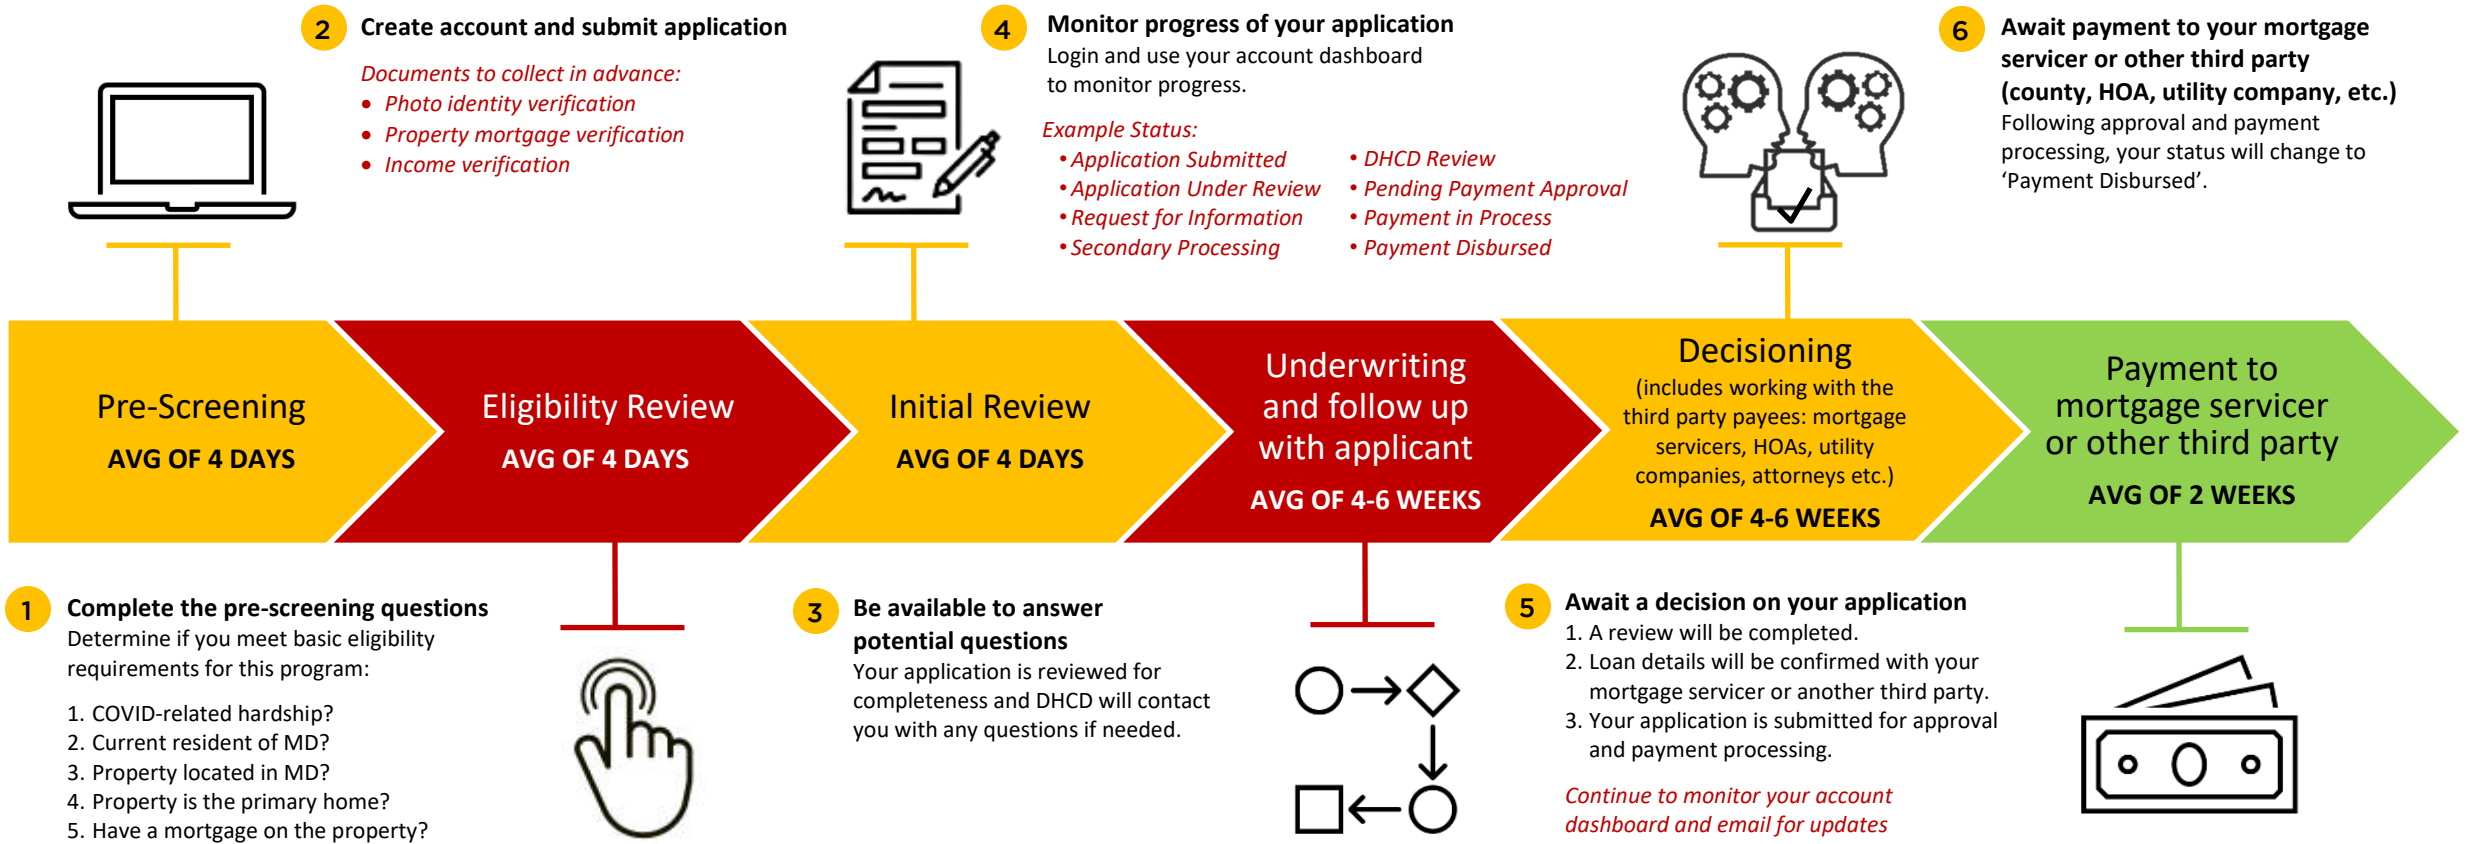 2
Create account and submit application
Documents to collect in advance:
• Photo identity verification
• Property mortgage verification
• Income verification
4
Monitor progress of your application
Login and use your account dashboard
to monitor progress.
Example Status:
• Application Submitted
• Application Under Review
• Request for Information
• Secondary Processing
• DHCD Review
• Pending Payment Approval
• Payment in Process
• Payment Disbursed
6
Await payment to your mortgage
servicer or other third party
(county, HOA, utility company, etc.)
Following approval and payment
processing, your status will change to
‘Payment Disbursed’.
Pre-Screening
AVG OF 4 DAYS
Eligibility Review
AVG OF 4 DAYS
Initial Review
AVG OF 4 DAYS
Underwriting
and follow up
with applicant
AVG OF 4-6 WEEKS
Decisioning
(includes working with the
third party payees: mortgage
servicers, HOAs, utility
companies, attorneys etc.)
AVG OF 4-6 WEEKS
Payment to
mortgage servicer
or other third party
AVG OF 2 WEEKS
1
Complete the pre-screening questions
Determine if you meet basic eligibility
requirements for this program:
1. COVID-related hardship?
2. Current resident of MD?
3. Property located in MD?
4. Property is the primary home?
5. Have a mortgage on the property?
3
Be available to answer
potential questions
Your application is reviewed for
completeness and DHCD will contact
you with any questions if needed.
5
Await a decision on your application
1. A review will be completed.
2. Loan details will be confirmed with your
mortgage servicer or another third party.
3. Your application is submitted for approval
and payment processing.
Continue to monitor your account
dashboard and email for updates